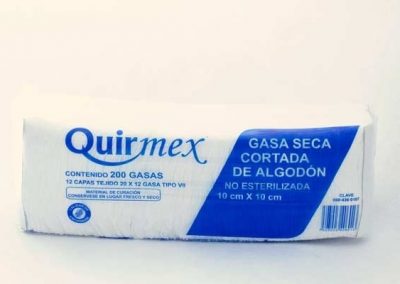 Quirmex
CONTENIDO 200 GASAS
12 CAPAS TEJIDO 20 X 12 GASA TIPO VII
MATERIAL DE CURACIÓN
CONSERVESE EN LUGAR FRESCO Y SECO
GASA SECA
CORTADA
DE ALGODÓN
NO ESTERILIZADA
10 cm X 10 cm
CLAVE